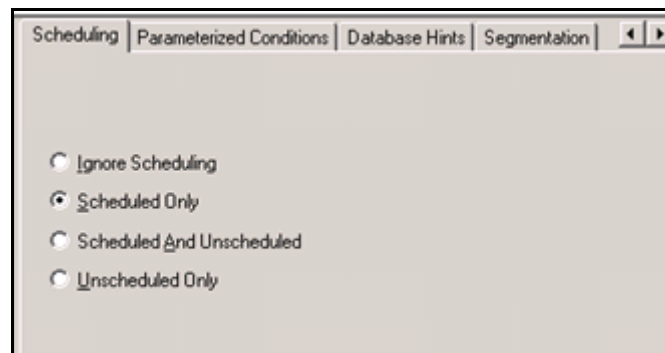 Scheduling Parameterized Conditions Database Hints Segmentation
Ignore Scheduling
Scheduled Only
Scheduled And Unscheduled
Unscheduled Only